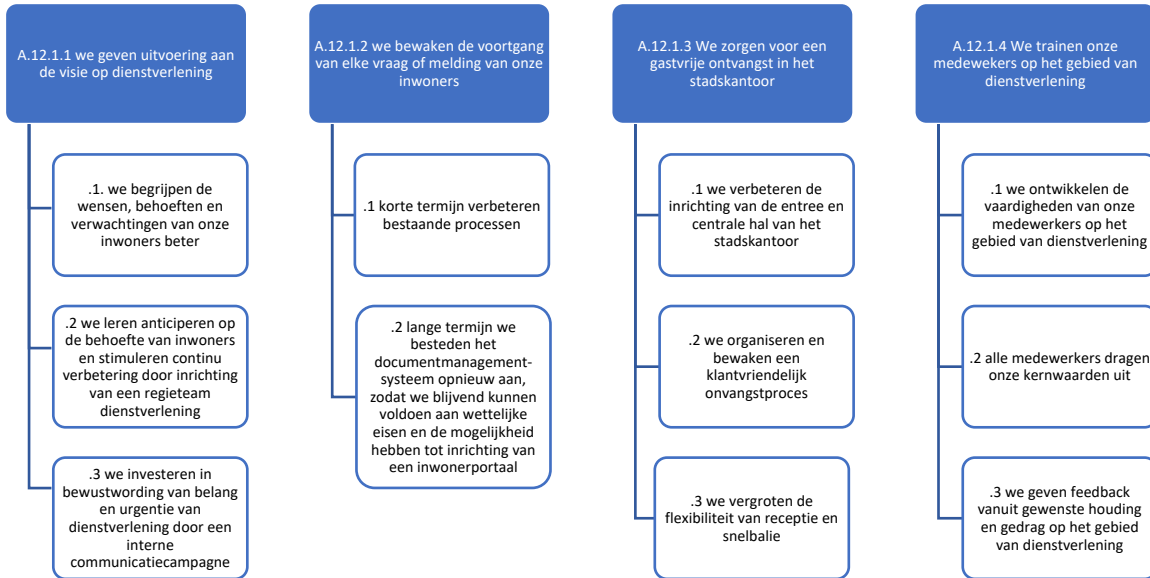 A.12.1.1 we geven uitvoering aan
de visie op dienstverlening
.1. we begrijpen de
wensen, behoeften en
verwachtingen van onze
inwoners beter
.2 we leren anticiperen op
de behoefte van inwoners
en stimuleren continu
verbetering door inrichting
van een regieteam
dienstverlening
.3 we investeren in
bewustwording van belang
en urgentie van
dienstverlening door een
interne
communicatiecampagne
A.12.1.2 we bewaken de voortgang
van elke vraag of melding van onze
inwoners
.1 korte termijn verbeteren
bestaande processen
.2 lange termijn we
besteden het
documentmanagement-
systeem opnieuw aan,
zodat we blijvend kunnen
voldoen aan wettelijke
eisen en de mogelijkheid
hebben tot inrichting van
een inwonerportaal
A.12.1.3 We zorgen voor een
gastvrije ontvangst in het
stadskantoor
.1 we verbeteren de
inrichting van de entree en
centrale hal van het
stadskantoor
.2 we organiseren en
bewaken een
klantvriendelijk
onvangstproces
.3 we vergroten de
flexibiliteit van receptie en
snelbalie
A.12.1.4 We trainen onze
medewekers op het gebied van
dienstverlening
.1 we ontwikkelen de
vaardigheden van onze
medewerkers op het
gebied van dienstverlening
.2 alle medewerkers dragen
onze kernwaarden uit
.3 we geven feedback
vanuit gewenste houding
en gedrag op het gebied
van dienstverlening